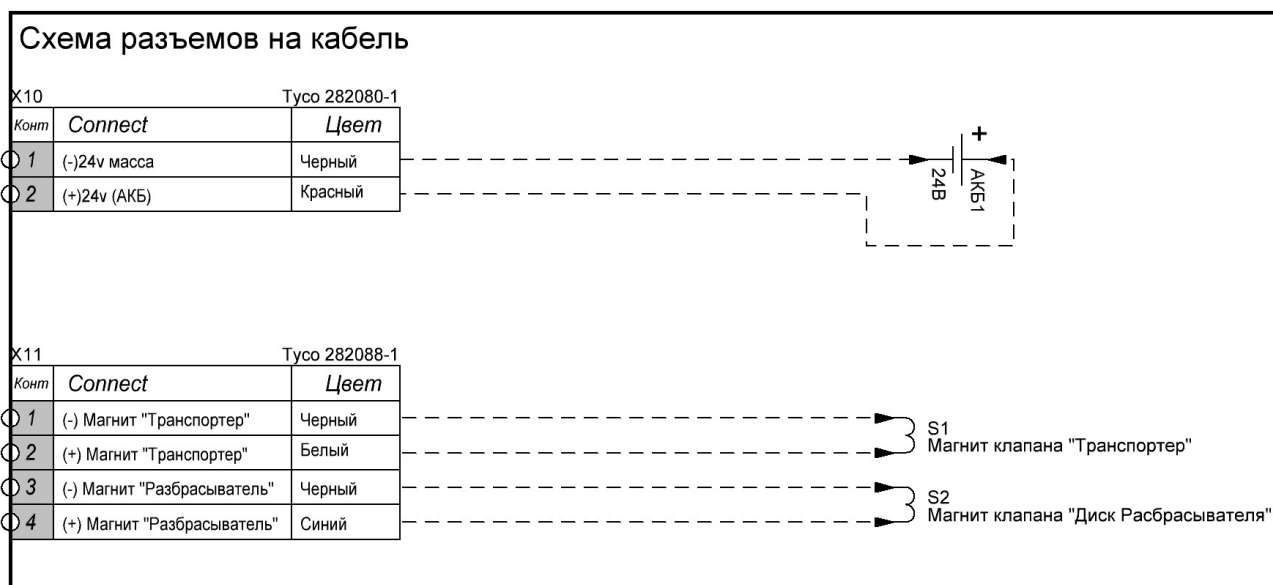 Схема разъемов на кабель
X10 Tyco 282080-1
Конт Connect Цвет
1 (-)24v масса Черный
2 (+)24v (АКБ) Красный
+
24В
АКБ1
X11 Tyco 282088-1
Конт Connect Цвет
1 (-) Магнит "Транспортер" Черный
2 (+) Магнит "Транспортер" Белый
3 (-) Магнит "Разбрасыватель" Черный
4 (+) Магнит "Разбрасыватель" Синий
S1
Магнит клапана "Транспортер"
S2
Магнит клапана "Диск Расбрасывателя"